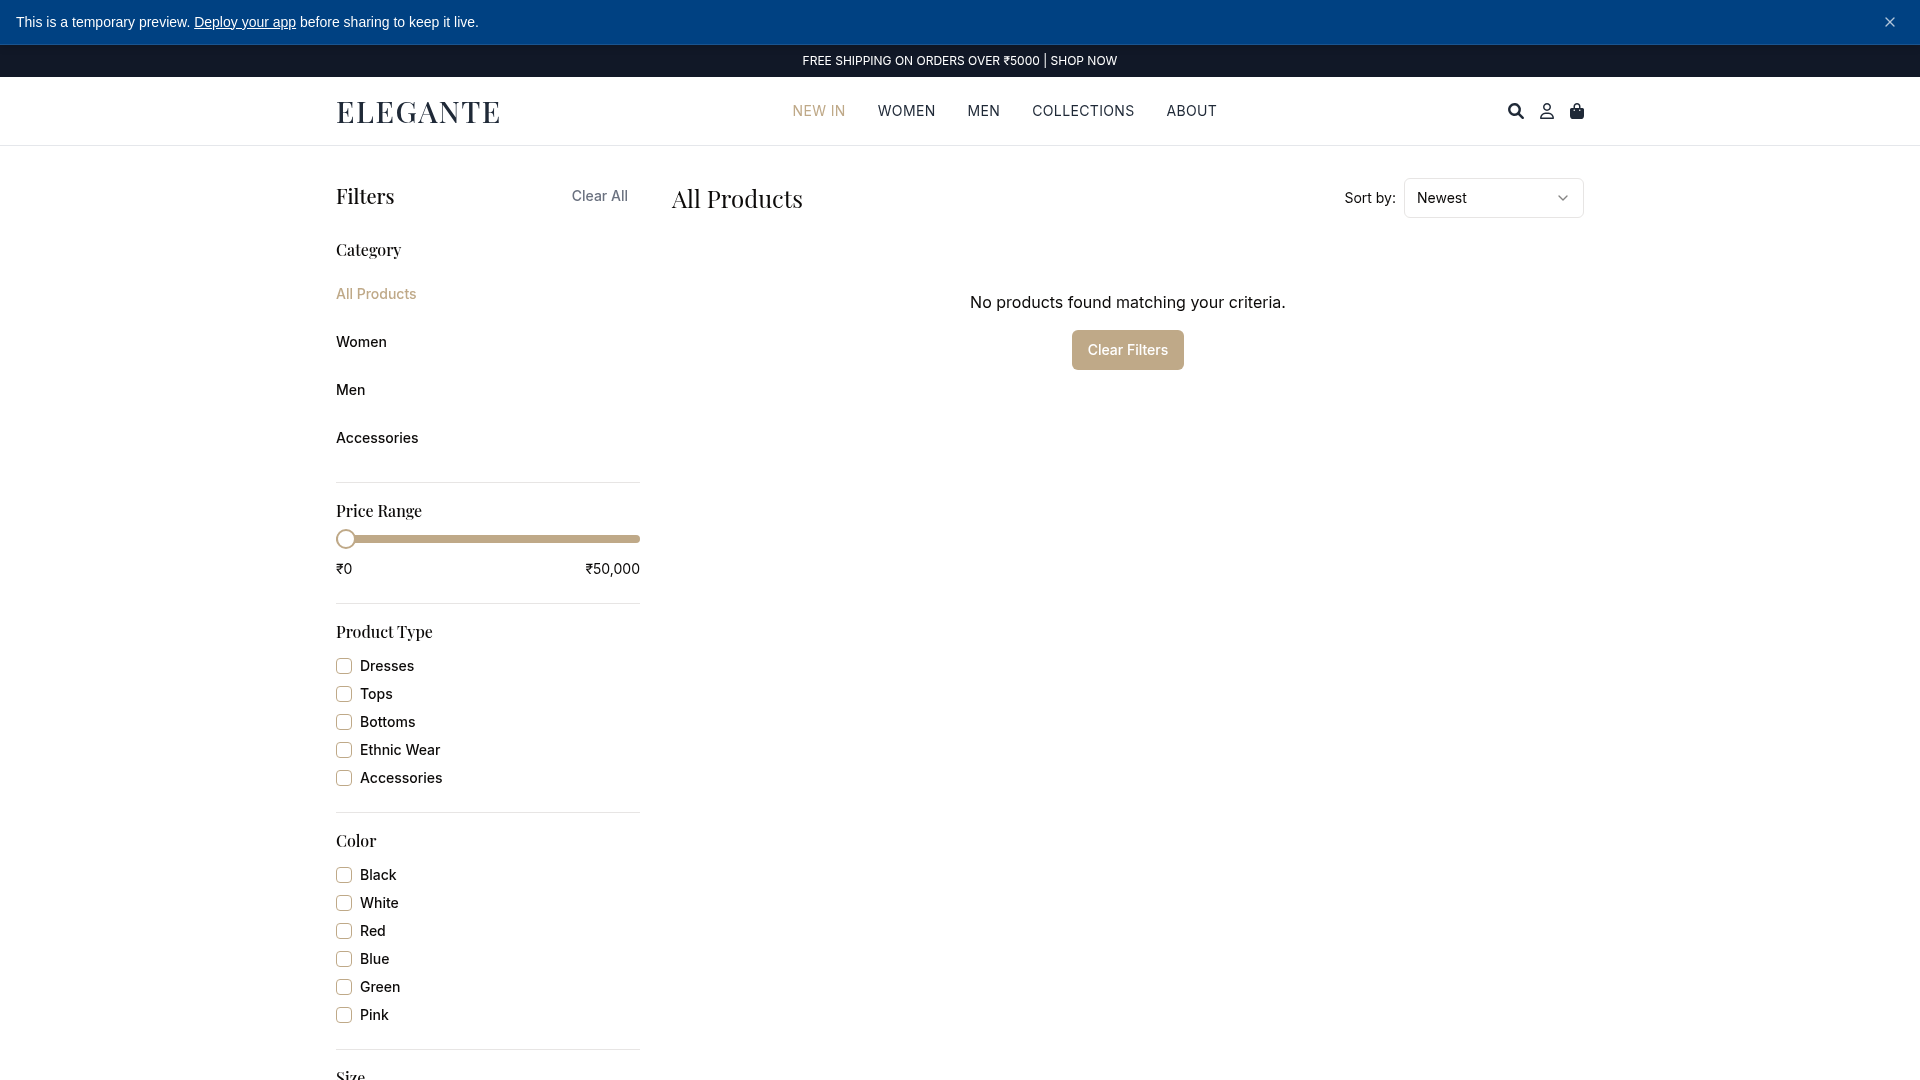 This is a temporary preview. Deploy your app before sharing to keep it live.
FREE SHIPPING ON ORDERS OVER ₹5000 | SHOP NOW
ELEGANTE
NEW IN WOMEN MEN COLLECTIONS ABOUT
Filters Clear All
Category
All Products
Women
Men
Accessories
Price Range
₹0 ₹50,000
Product Type
Dresses
Tops
Bottoms
Ethnic Wear
Accessories
Color
Black
White
Red
Blue
Green
Pink
Size
All Products
Sort by: Newest
No products found matching your criteria.
Clear Filters